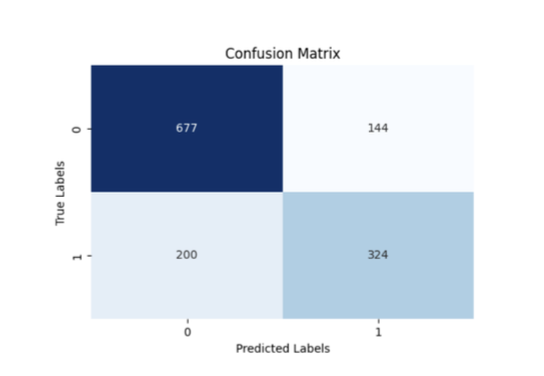 Confusion Matrix
True Labels
0
677
144
1
200
324
0
1
Predicted Labels